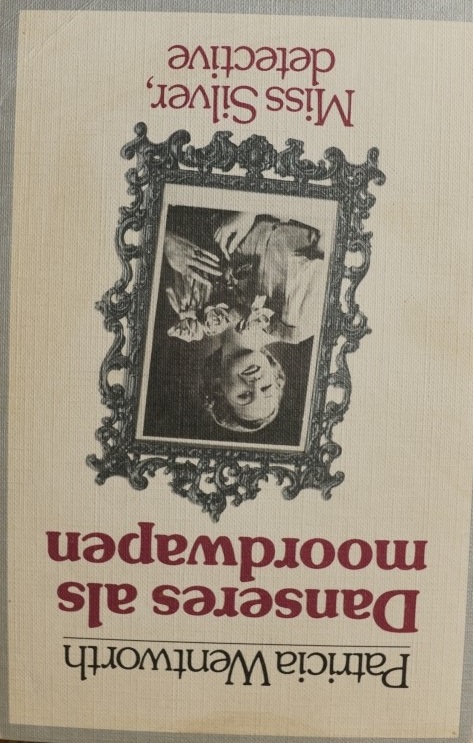 Patricia Wentworth
Danseres als
moordwapen
Miss Silver,
detective